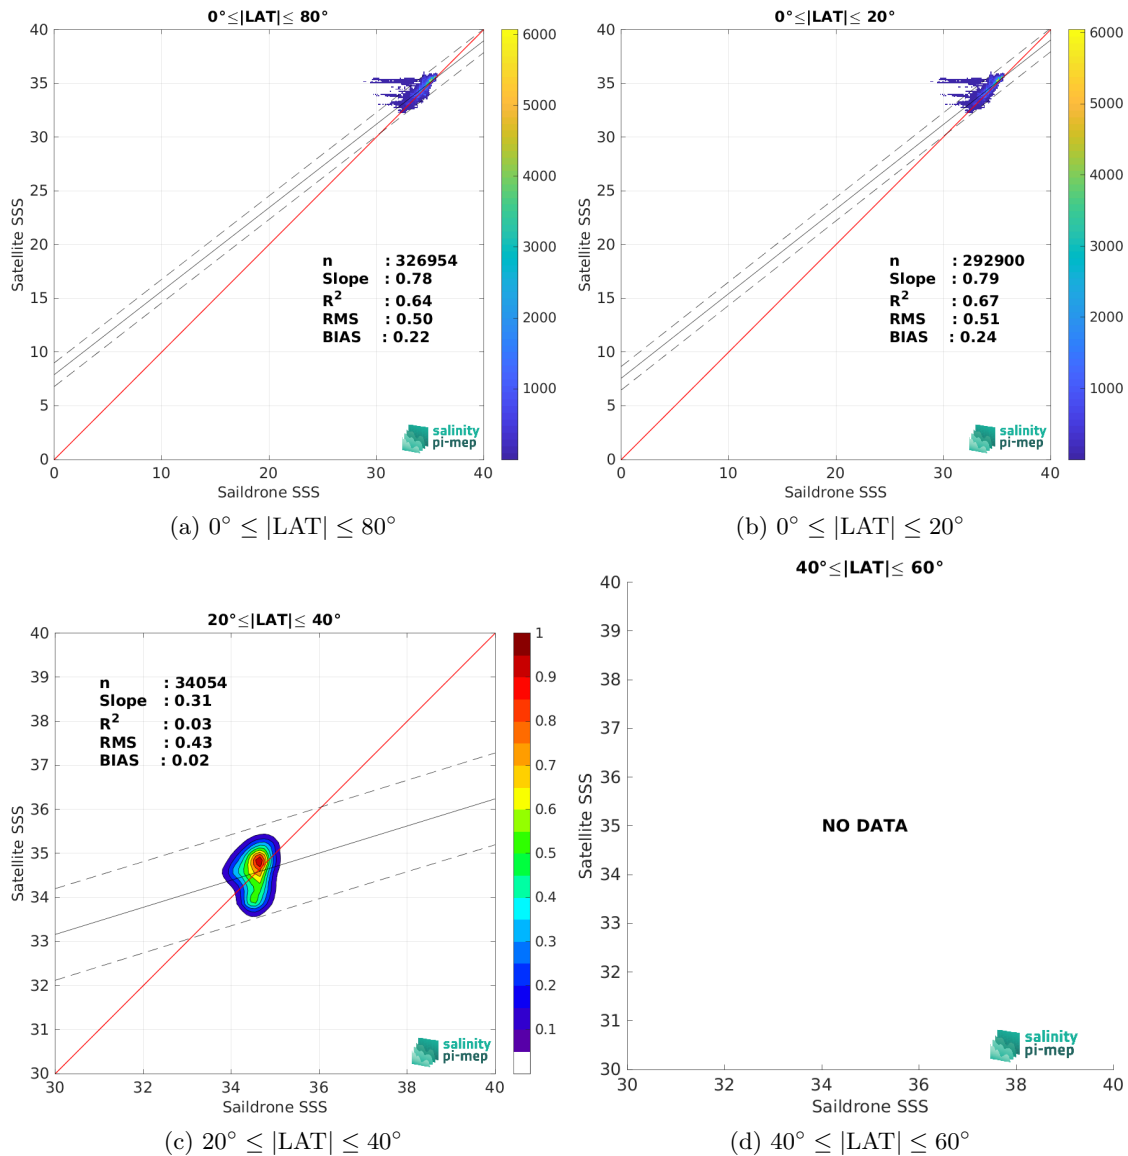 0°≤|LAT|≤ 80°
40
35
30
25
20
15
10
5
0
Satellite SSS
n : 326954
Slope : 0.78
R² : 0.64
RMS : 0.50
BIAS : 0.22
salinity
pi-mep
0 10 20 30 40
Saildrone SSS
6000
5000
4000
3000
2000
1000
(a) 0° ≤ |LAT| ≤ 80°
0°≤|LAT|≤ 20°
40
35
30
25
20
15
10
5
0
Satellite SSS
n : 292900
Slope : 0.79
R² : 0.67
RMS : 0.51
BIAS : 0.24
salinity
pi-mep
0 10 20 30 40
Saildrone SSS
6000
5000
4000
3000
2000
1000
(b) 0° ≤ |LAT| ≤ 20°
20°≤|LAT|≤ 40°
40
39
38
37
36
35
34
33
32
31
30
Satellite SSS
n : 34054
Slope : 0.31
R² : 0.03
RMS : 0.43
BIAS : 0.02
salinity
pi-mep
30 32 34 36 38 40
Saildrone SSS
1
0.9
0.8
0.7
0.6
0.5
0.4
0.3
0.2
0.1
(c) 20° ≤ |LAT| ≤ 40°
40°≤|LAT|≤ 60°
40
39
38
37
36
35
34
33
32
31
30
Satellite SSS
NO DATA
salinity
pi-mep
30 32 34 36 38 40
Saildrone SSS
(d) 40° ≤ |LAT| ≤ 60°